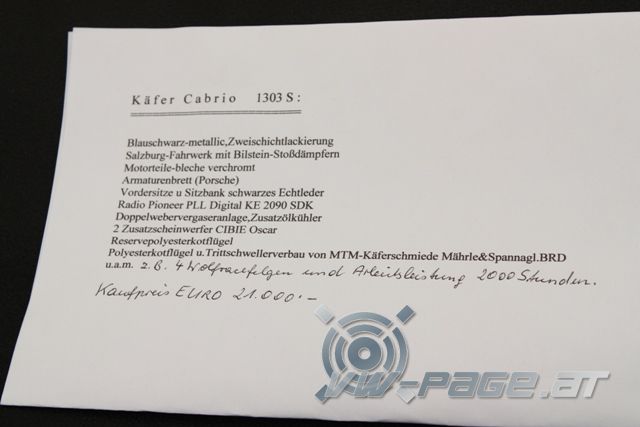 Käfer Cabrio 1303 S:
Blauschwarz-metallic,Zweischichtlackierung
Salzburg-Fahrwerk mit Bilstein-Stoßdämpfern
Motorteile-bleche verchromt
Armaturenbrett (Porsche)
Vordersitze u Sitzbank schwarzes Echtleder
Radio Pioneer PLL Digital KE 2090 SDK
Doppelwebervergaseranlage,Zusatzölkühler
2 Zusatzscheinwerfer CIBIE Oscar
Reservepolyesterkotflügel
Polyesterkotflügel u.Trittschwellerverbau von MTM-Käferschmiede Mährle&Spannagl.BRD
u.a.m. z.B. 4 Wolfracefelgen und Arbeitsleistung 2000 Stunden.
Kaufpreis EURO 21.000.-
vw-page.at